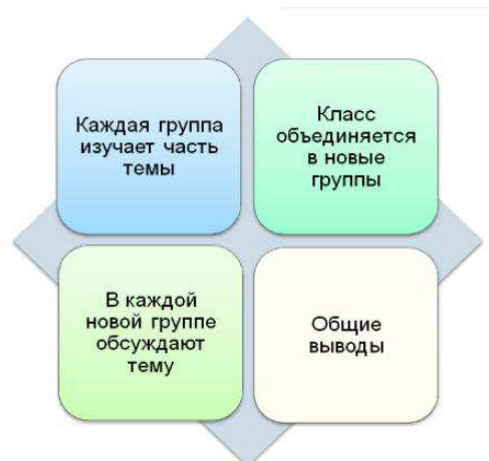 Каждая группа
изучает часть
темы
Класс
объединяется
в новые
группы
В каждой
новой группе
обсуждают
тему
Общие
выводы